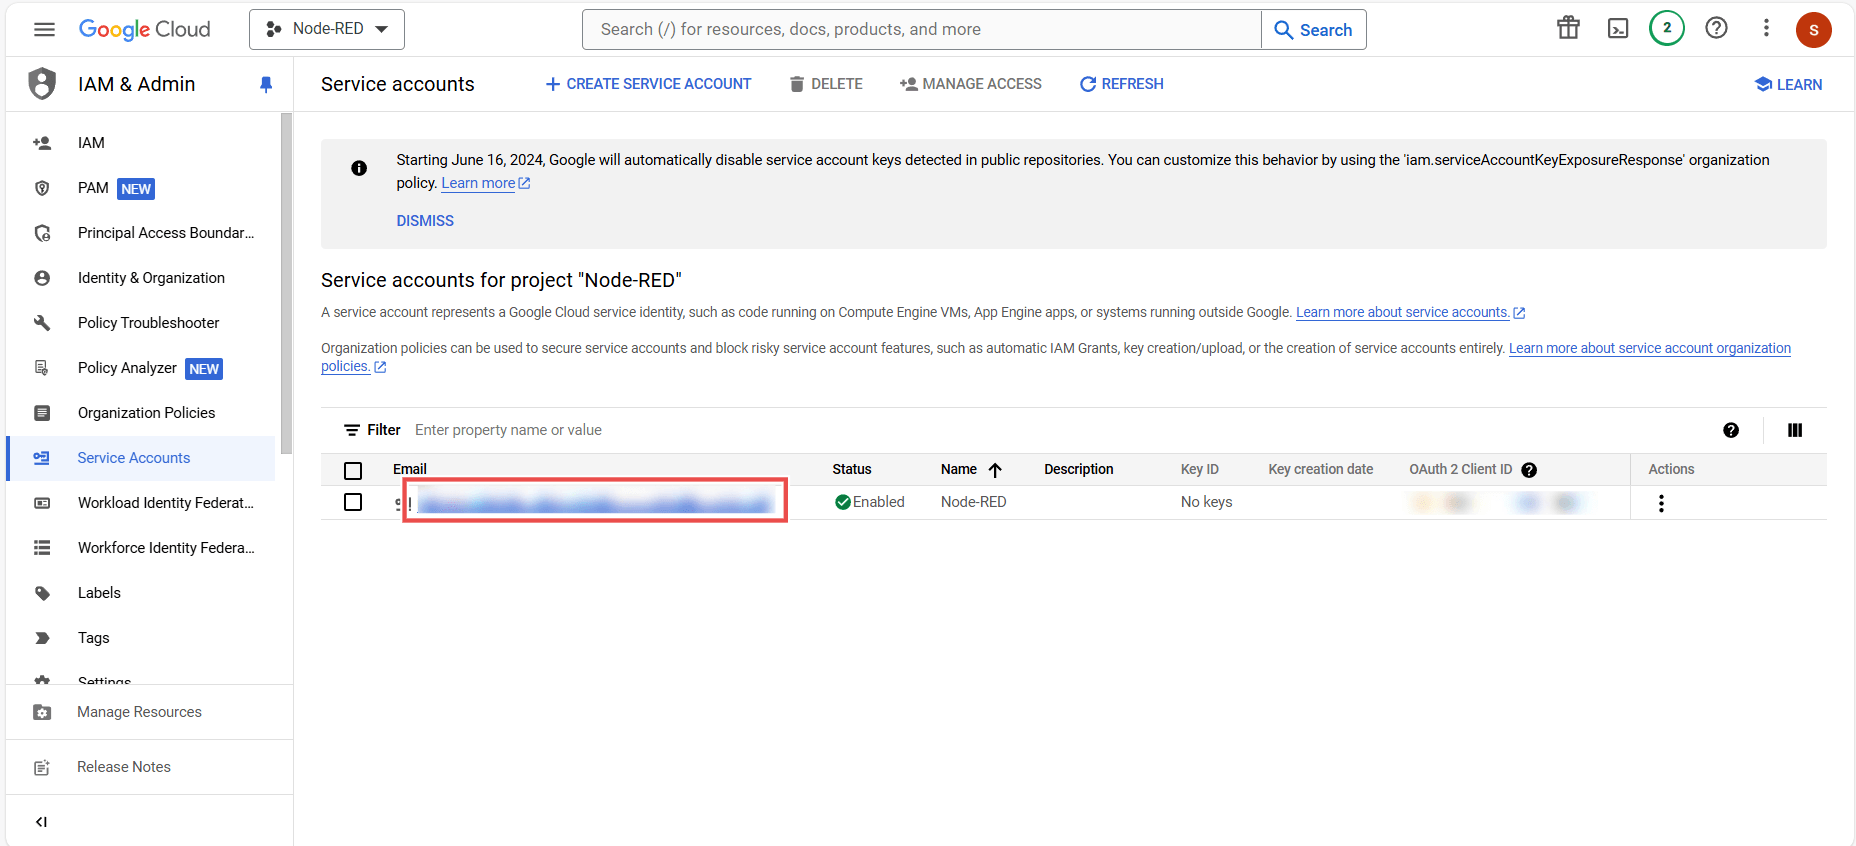 Google Cloud
Node-RED
Search (/) for resources, docs, products, and more
Search
2
S
IAM & Admin
Service accounts
CREATE SERVICE ACCOUNT
DELETE
MANAGE ACCESS
REFRESH
LEARN
IAM
PAM NEW
Principal Access Boundar...
Identity & Organization
Policy Troubleshooter
Policy Analyzer NEW
Organization Policies
Service Accounts
Workload Identity Federat...
Workforce Identity Federa...
Labels
Tags
Settings
Manage Resources
Release Notes
Starting June 16, 2024, Google will automatically disable service account keys detected in public repositories. You can customize this behavior by using the 'iam.serviceAccountKeyExposureResponse' organization
policy. Learn more
DISMISS
Service accounts for project "Node-RED"
A service account represents a Google Cloud service identity, such as code running on Compute Engine VMs, App Engine apps, or systems running outside Google. Learn more about service accounts.
Organization policies can be used to secure service accounts and block risky service account features, such as automatic IAM Grants, key creation/upload, or the creation of service accounts entirely. Learn more about service account organization
policies.
Filter Enter property name or value
Email Status Name Description Key ID Key creation date OAuth 2 Client ID Actions
Enabled Node-RED No keys